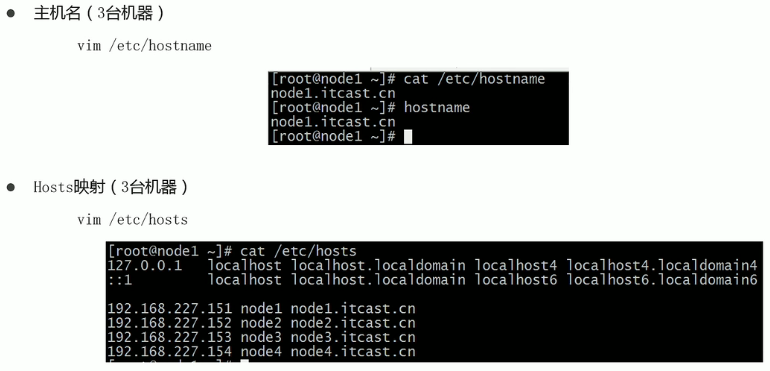 ● 主机名（3台机器）
vim /etc/hostname
[root@node1 ~]# cat /etc/hostname
node1.itcast.cn
[root@node1 ~]# hostname
node1.itcast.cn
[root@node1 ~]#
● Hosts映射（3台机器）
vim /etc/hosts
[root@node1 ~]# cat /etc/hosts
127.0.0.1   localhost localhost.localdomain localhost4 localhost4.localdomain4
::1         localhost localhost.localdomain localhost6 localhost6.localdomain6
192.168.227.151 node1 node1.itcast.cn
192.168.227.152 node2 node2.itcast.cn
192.168.227.153 node3 node3.itcast.cn
192.168.227.154 node4 node4.itcast.cn